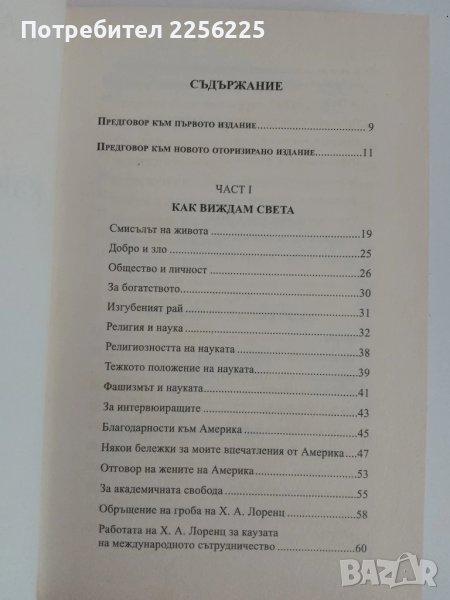 Потребител 2256225
СЪДЪРЖАНИЕ
ПРЕДГОВОР КЪМ ПЪРВОТО ИЗДАНИЕ........................9
ПРЕДГОВОР КЪМ НОВОТО ОТОРИЗИРАНО ИЗДАНИЕ............11
ЧАСТ I
КАК ВИЖДАМ СВЕТА
Смисълът на живота........................19
Добро и зло........................25
Общество и личност........................26
За богатството........................30
Изгубеният рай........................31
Религия и наука........................32
Религиозността на науката........................38
Тежкото положение на науката........................39
Фашизмът и науката........................41
За интервюиращите........................43
Благодарности към Америка........................45
Някои бележки за моите впечатления от Америка....47
Отговор на жените на Америка........................53
За академичната свобода........................55
Обръщение на гроба на Х. А. Лоренц............58
Работата на Х. А. Лоренц за каузата
на международното сътрудничество............60
BAZAR